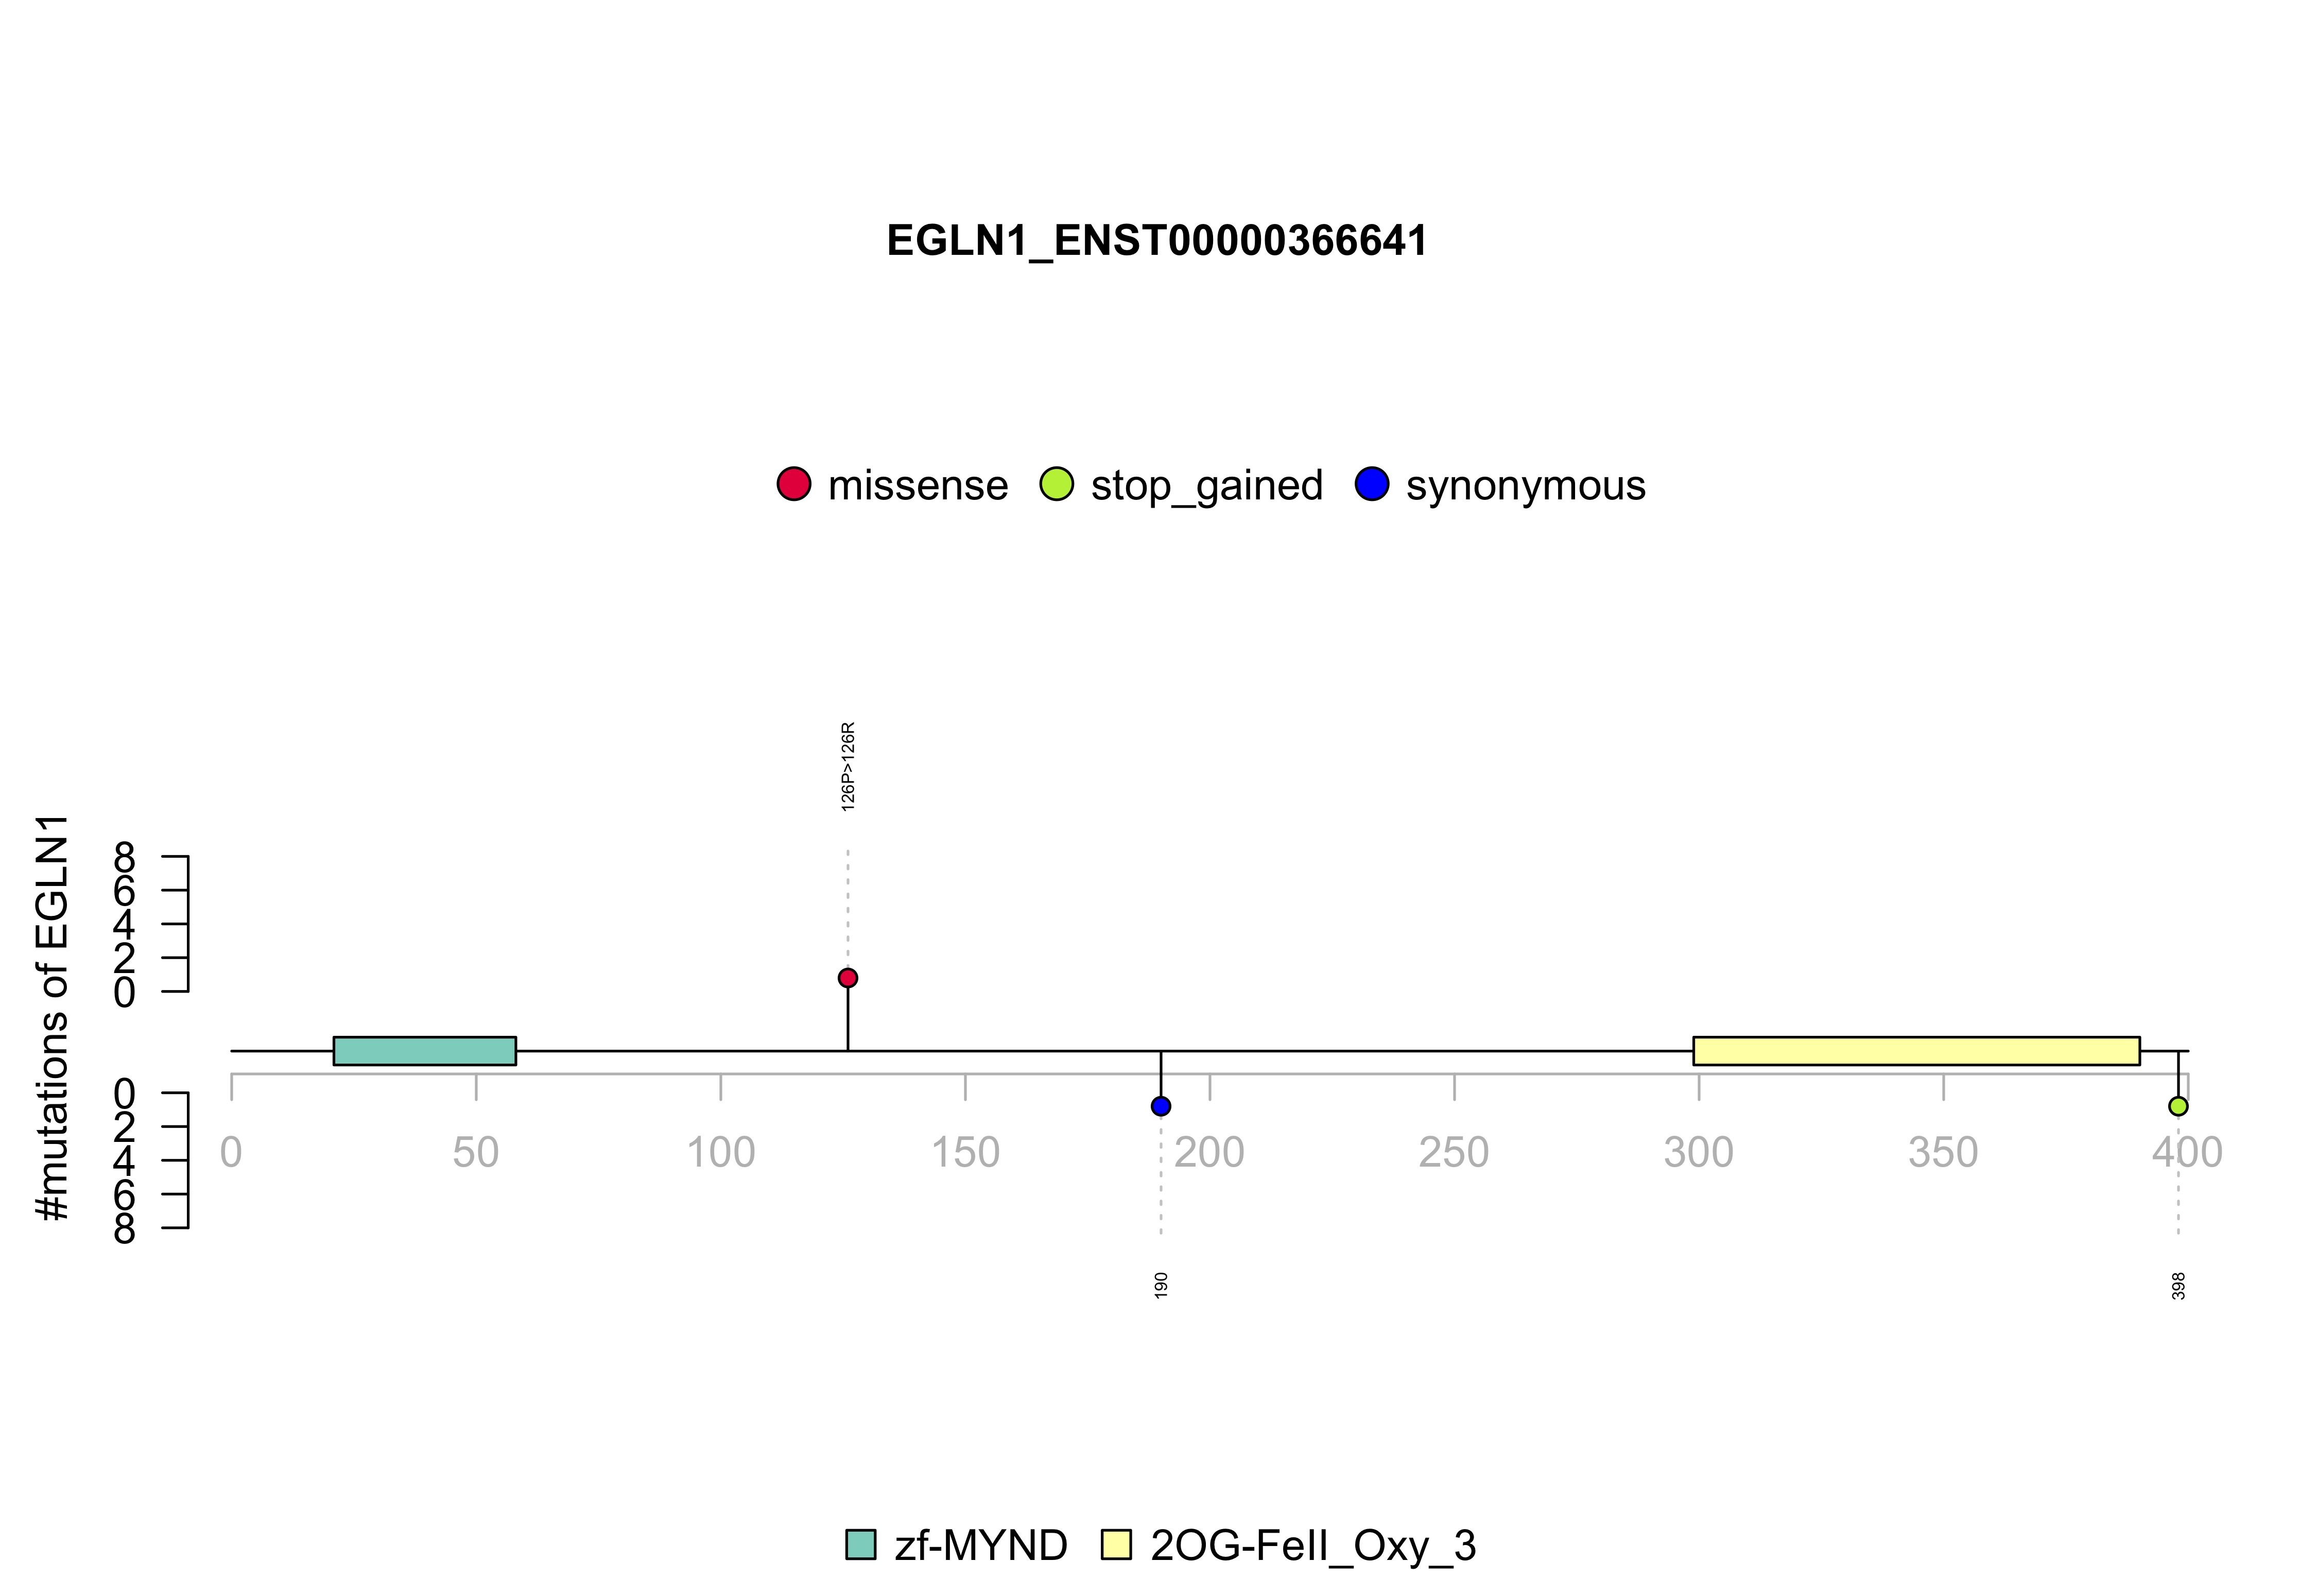 EGLN1_ENST00000366641
missense stop_gained synonymous
126P>126R
#mutations of EGLN1
8
6
4
2
0
0
2
4
6
8
0 50 100 150 200 250 300 350 400
190
398
zf-MYND 2OG-FeII_Oxy_3